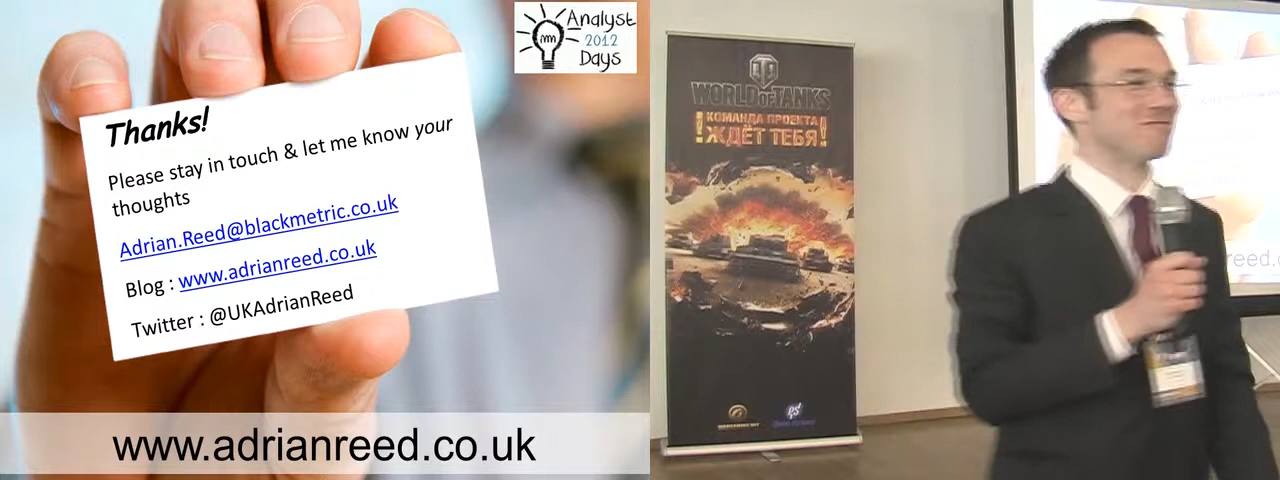 Analyst
2012
Days
Thanks!
Please stay in touch & let me know your
thoughts
Adrian.Reed@blackmetric.co.uk
Blog : www.adrianreed.co.uk
Twitter : @UKAdrianReed
www.adrianreed.co.uk
WORLD OF TANKS
КОМАНДА ПРОЕКТА
ЖДЁТ ТЕБЯ!
reed.c